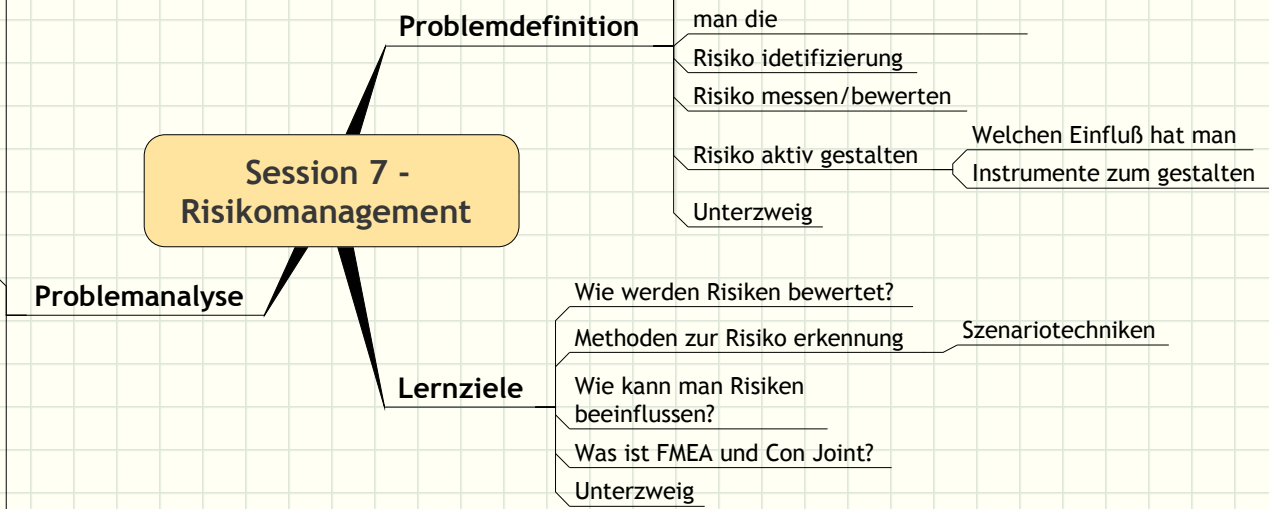 Problemdefinition
man die
Risiko idetifizierung
Risiko messen/bewerten
Risiko aktiv gestalten
Welchen Einfluß hat man
Instrumente zum gestalten
Unterzweig
Session 7 -
Risikomanagement
Problemanalyse
Lernziele
Wie werden Risiken bewertet?
Methoden zur Risiko erkennung
Szenariotechniken
Wie kann man Risiken
beeinflussen?
Was ist FMEA und Con Joint?
Unterzweig